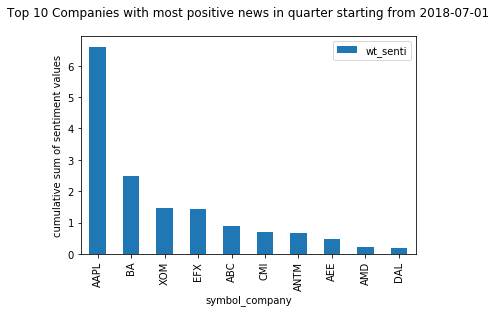 Top 10 Companies with most positive news in quarter starting from 2018-07-01
wt_senti
cumulative sum of sentiment values
6
5
4
3
2
1
0
AAPL
BA
XOM
EFX
ABC
CMI
ANTM
AEE
AMD
DAL
symbol_company